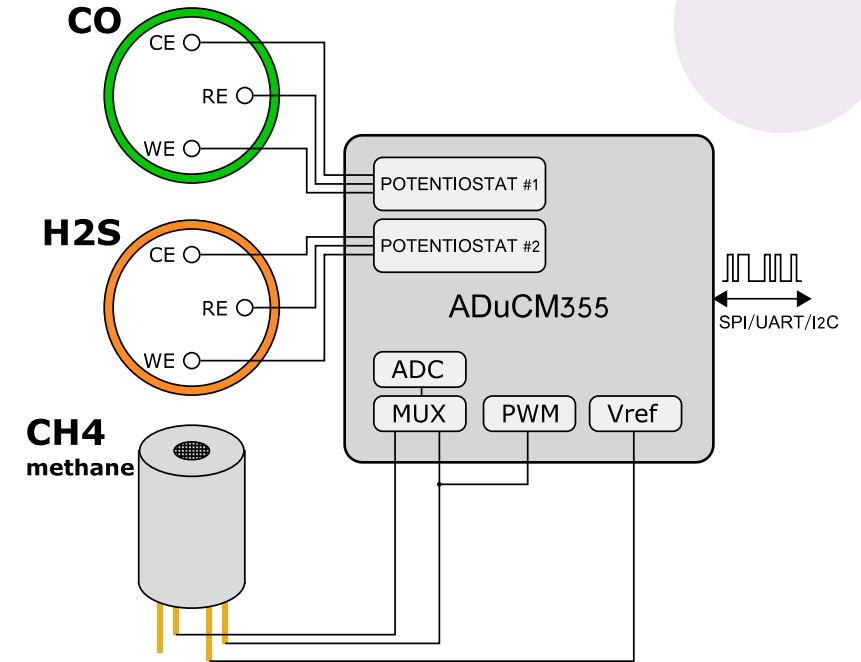 CO
CE
RE
WE
POTENTIOSTAT #1
H2S
CE
RE
WE
POTENTIOSTAT #2
ADuCM355
SPI/UART/I2C
ADC
MUX
PWM
Vref
CH4
methane